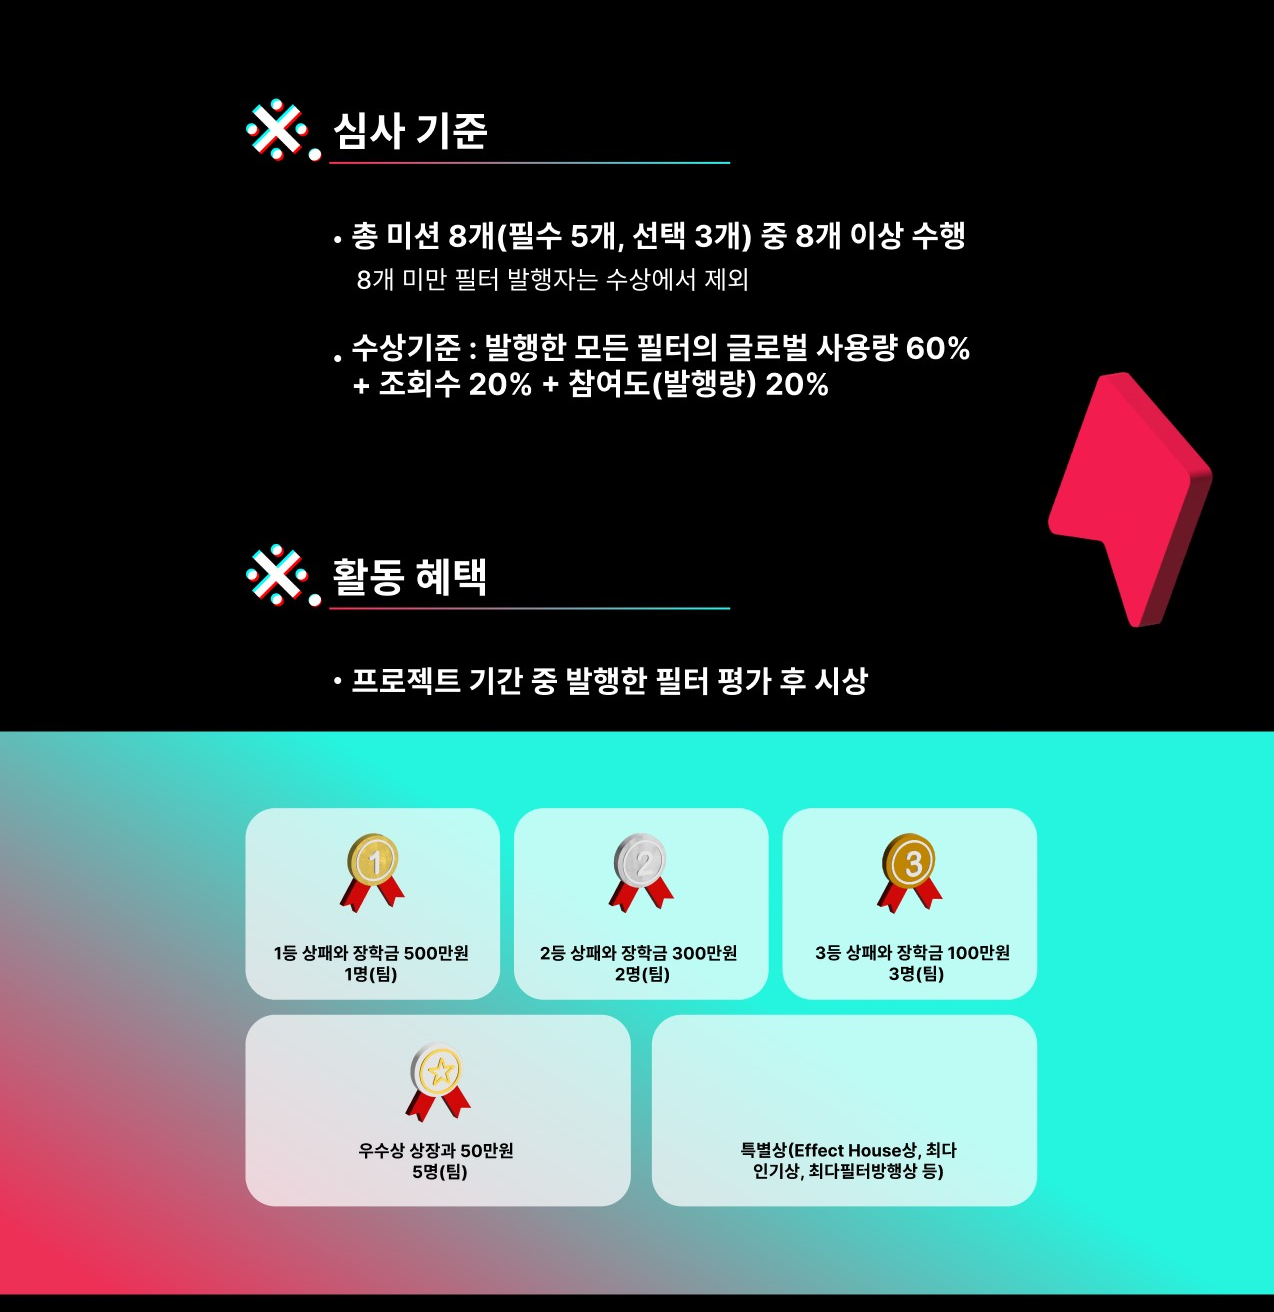 심사 기준
• 총 미션 8개(필수 5개, 선택 3개) 중 8개 이상 수행
8개 미만 필터 발행자는 수상에서 제외
• 수상기준 : 발행한 모든 필터의 글로벌 사용량 60%
+ 조회수 20% + 참여도(발행량) 20%
활동 혜택
• 프로젝트 기간 중 발행한 필터 평가 후 시상
1
2
3
1등 상패와 장학금 500만원
1명(팀)
2등 상패와 장학금 300만원
2명(팀)
3등 상패와 장학금 100만원
3명(팀)
우수상 상장과 50만원
5명(팀)
특별상(Effect House상, 최다
인기상, 최다필터방행상 등)